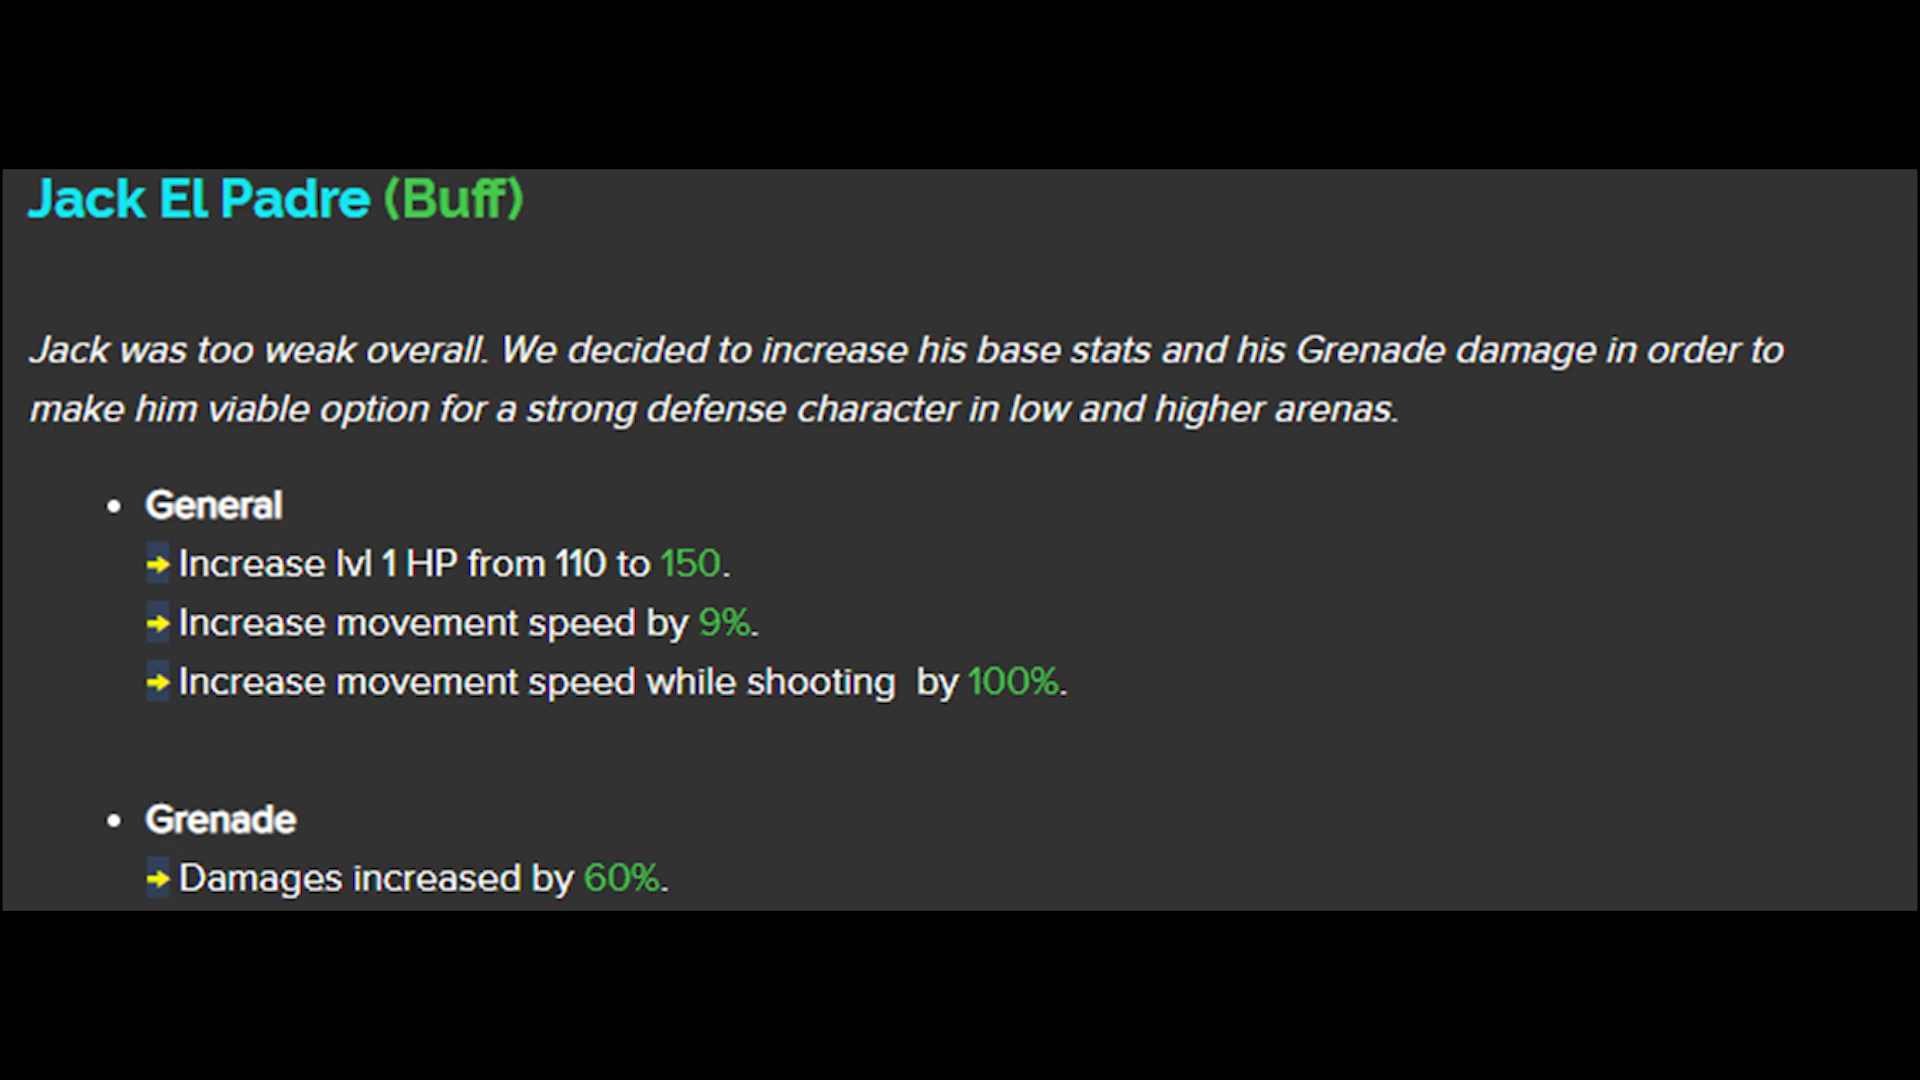 Jack El Padre (Buff)
Jack was too weak overall. We decided to increase his base stats and his Grenade damage in order to
make him viable option for a strong defense character in low and higher arenas.
• General
➔ Increase lvl 1 HP from 110 to 150.
➔ Increase movement speed by 9%.
➔ Increase movement speed while shooting  by 100%.
• Grenade
➔ Damages increased by 60%.